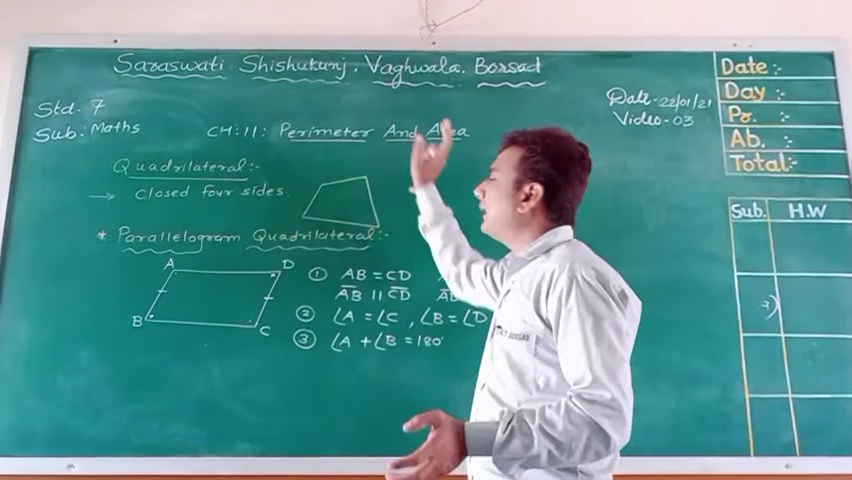 Saraswati Shishukunj. Vaghwala. Borsad
Std. 7
Sub:- Maths
CH:11: Perimeter And Area
Date - 22/01/21
Video - 03
Quadrilateral:-
→ Closed four sides.
* Parallelogram Quadrilateral:-
A D
B C
① AB = CD
AB || CD
② ∠A = ∠C, ∠B = ∠D
③ ∠A + ∠B = 180°
Date:-
Day :-
Pr. :-
Ab. :-
Total:-
Sub. H.W